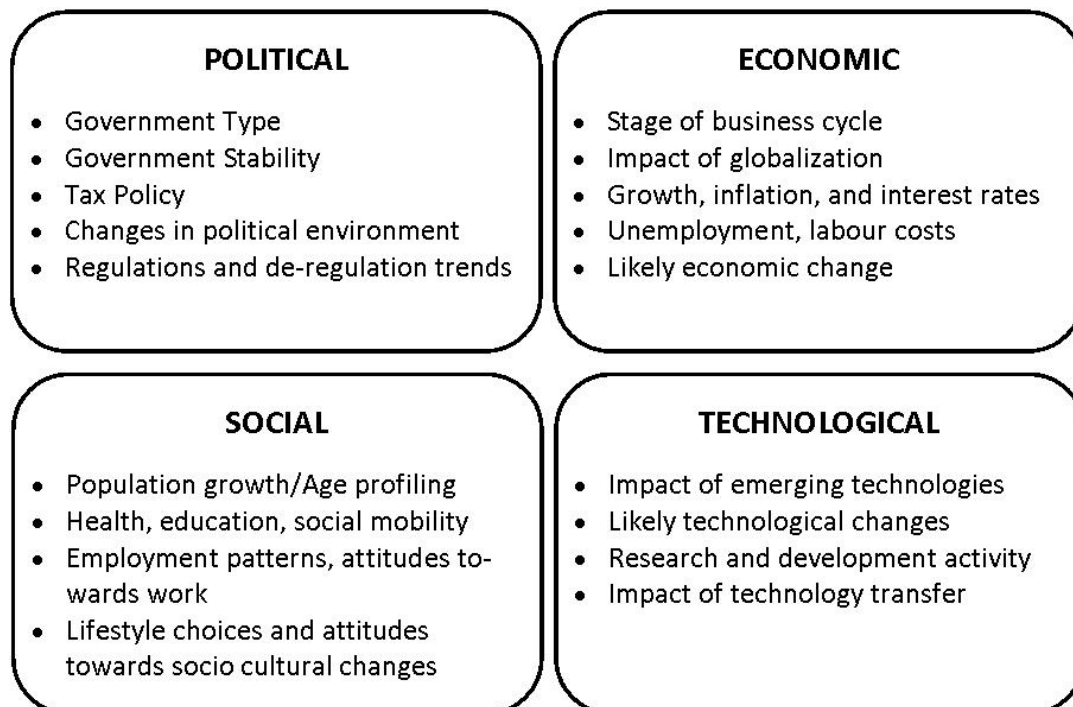 POLITICAL
• Government Type
• Government Stability
• Tax Policy
• Changes in political environment
• Regulations and de-regulation trends
ECONOMIC
• Stage of business cycle
• Impact of globalization
• Growth, inflation, and interest rates
• Unemployment, labour costs
• Likely economic change
SOCIAL
• Population growth/Age profiling
• Health, education, social mobility
• Employment patterns, attitudes to-
wards work
• Lifestyle choices and attitudes
towards socio cultural changes
TECHNOLOGICAL
• Impact of emerging technologies
• Likely technological changes
• Research and development activity
• Impact of technology transfer